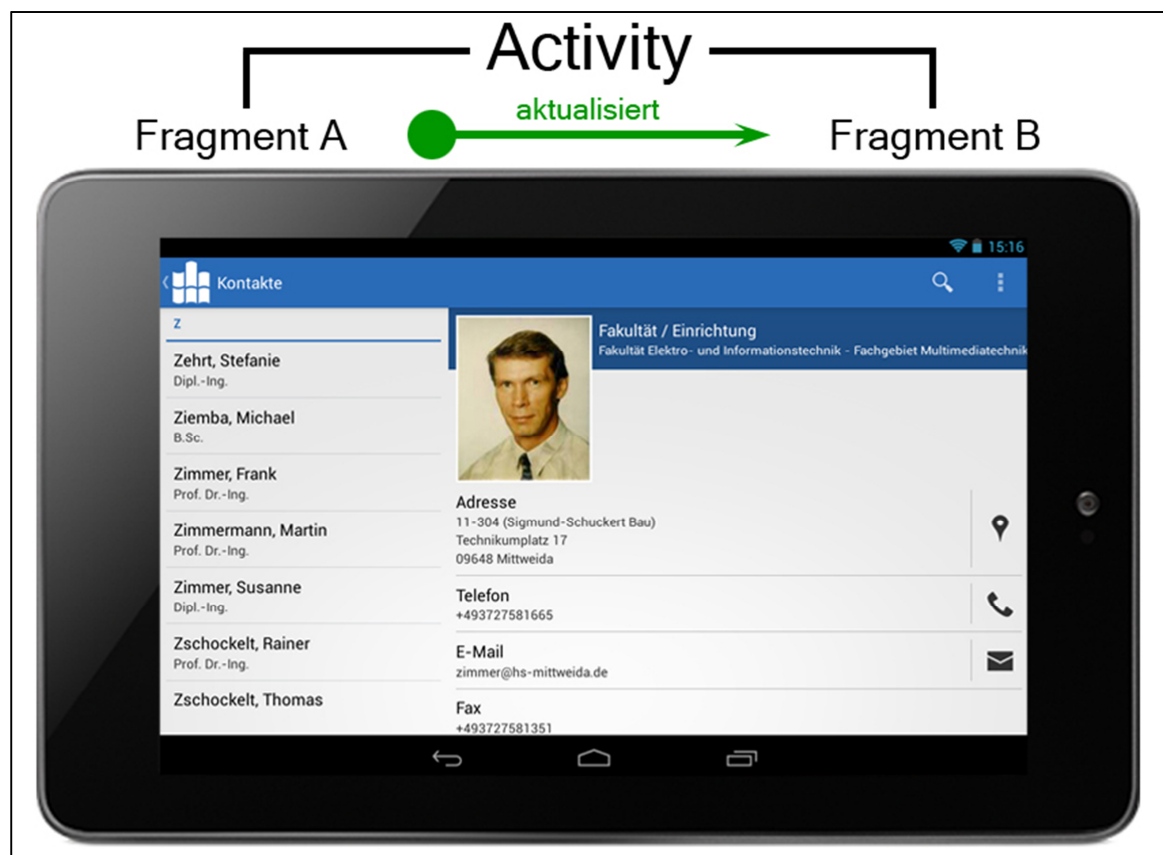 Activity
aktualisiert
Fragment A
Fragment B
15:16
Kontakte
Z
Zehrt, Stefanie
Dipl.-Ing.
Ziemba, Michael
B.Sc.
Zimmer, Frank
Prof. Dr.-Ing.
Zimmermann, Martin
Prof. Dr.-Ing.
Zimmer, Susanne
Dipl.-Ing.
Zschockelt, Rainer
Prof. Dr.-Ing.
Zschockelt, Thomas
Fakultät / Einrichtung
Fakultät Elektro- und Informationstechnik - Fachgebiet Multimediatechnik
Adresse
11-304 (Sigmund-Schuckert Bau)
Technikumplatz 17
09648 Mittweida
Telefon
+493727581665
E-Mail
zimmer@hs-mittweida.de
Fax
+493727581351